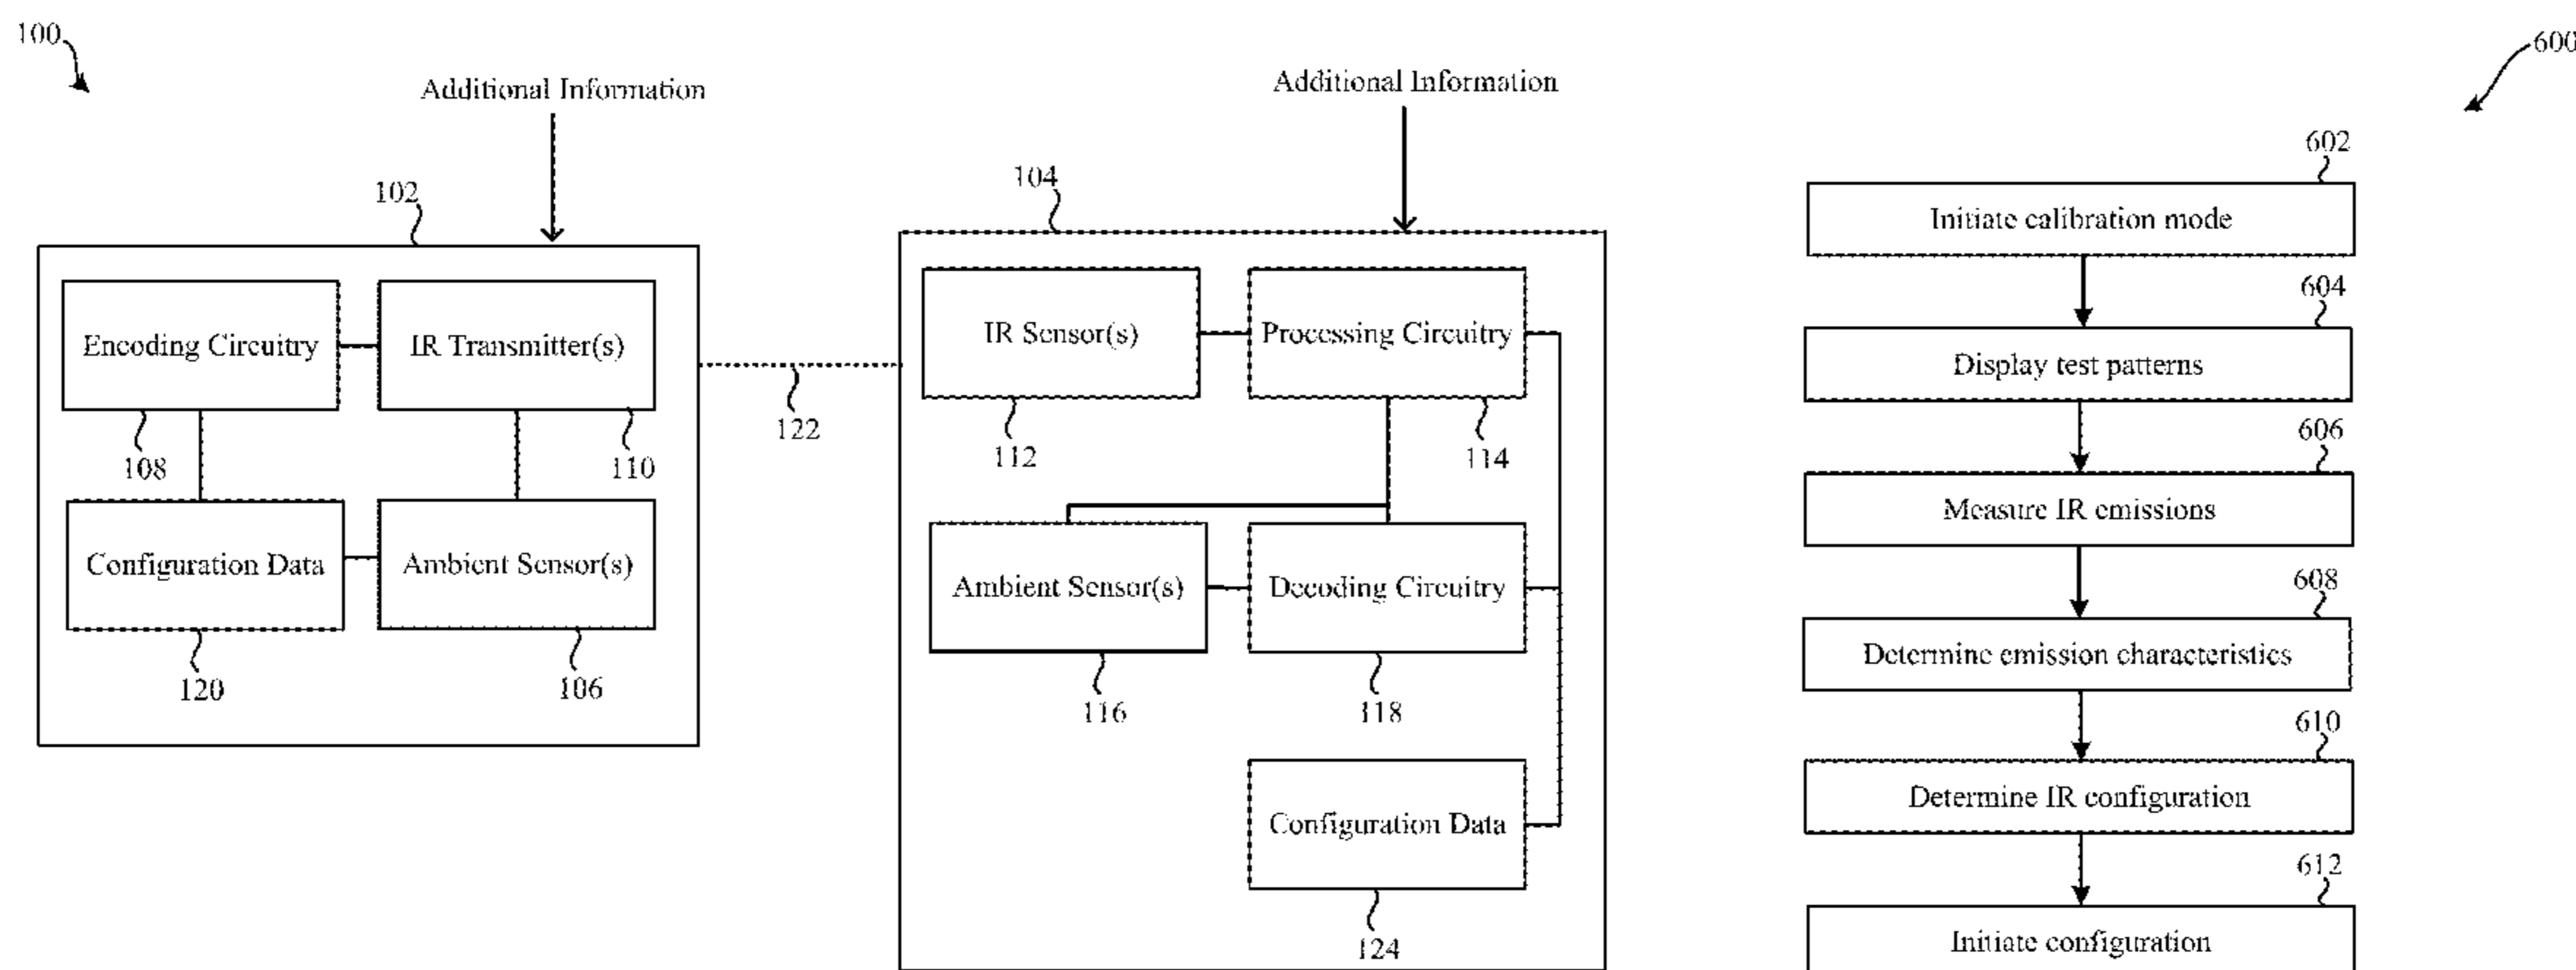 100
Additional Information
102
Encoding Circuitry
IR Transmitter(s)
108
110
Configuration Data
Ambient Sensor(s)
120
106
122
Additional Information
104
IR Sensor(s)
Processing Circuitry
112
114
Ambient Sensor(s)
Decoding Circuitry
116
118
Configuration Data
124
600
602
Initiate calibration mode
604
Display test patterns
606
Measure IR emissions
608
Determine emission characteristics
610
Determine IR configuration
612
Initiate configuration